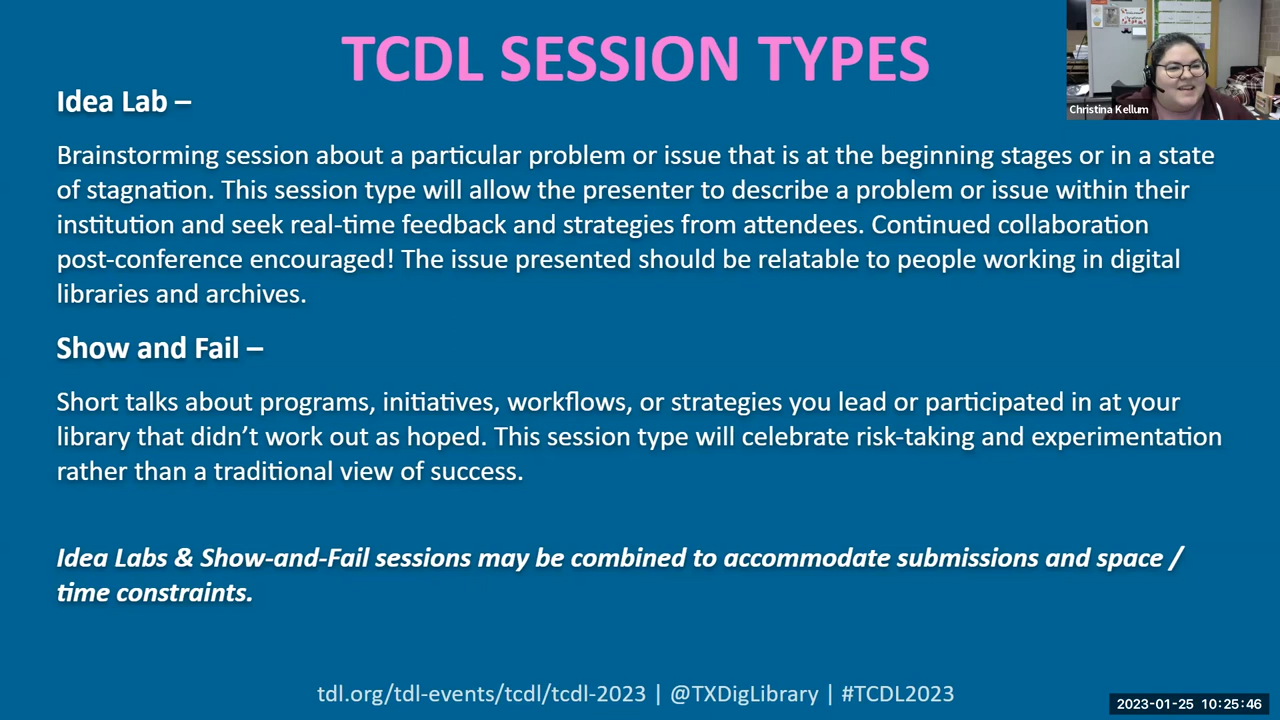 TCDL SESSION TYPES
Christina Kellum
Idea Lab –
Brainstorming session about a particular problem or issue that is at the beginning stages or in a state
of stagnation. This session type will allow the presenter to describe a problem or issue within their
institution and seek real-time feedback and strategies from attendees. Continued collaboration
post-conference encouraged! The issue presented should be relatable to people working in digital
libraries and archives.
Show and Fail –
Short talks about programs, initiatives, workflows, or strategies you lead or participated in at your
library that didn’t work out as hoped. This session type will celebrate risk-taking and experimentation
rather than a traditional view of success.
Idea Labs & Show-and-Fail sessions may be combined to accommodate submissions and space /
time constraints.
tdl.org/tdl-events/tcdl/tcdl-2023 | @TXDigLibrary | #TCDL2023
2023-01-25 10:25:46